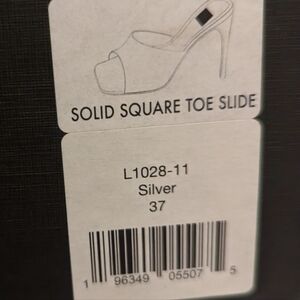 SOLID SQUARE TOE SLIDE
L1028-11
Silver
37
1 96349 05507 5